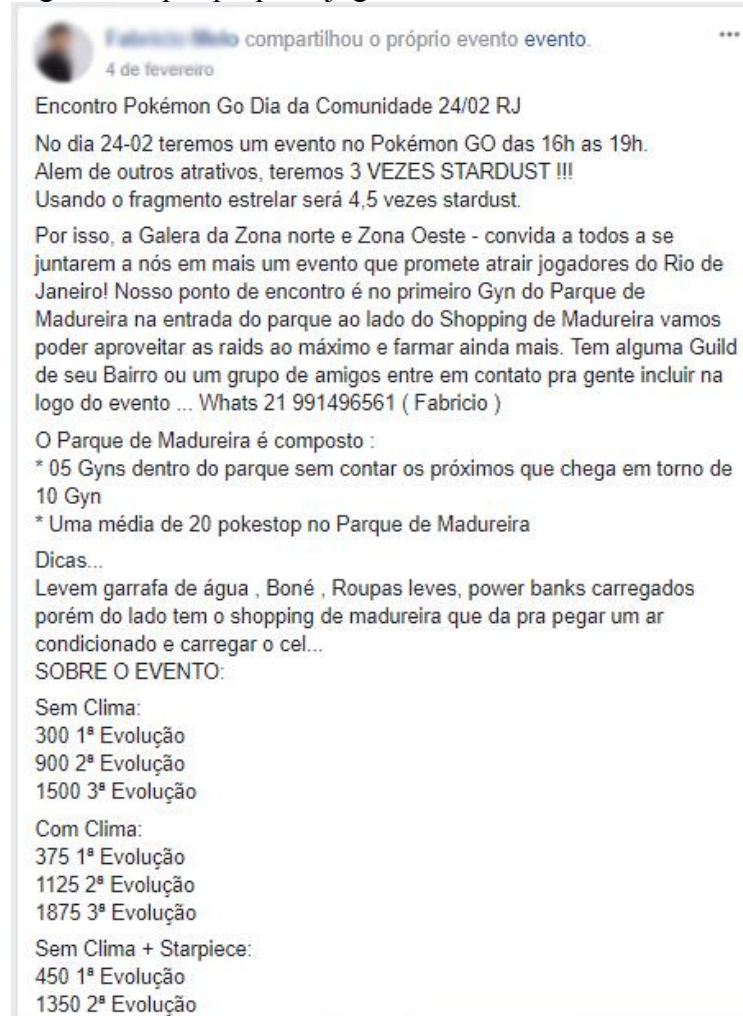 compartilhou o próprio evento evento.
4 de fevereiro
Encontro Pokémon Go Dia da Comunidade 24/02 RJ
No dia 24-02 teremos um evento no Pokémon GO das 16h as 19h.
Alem de outros atrativos, teremos 3 VEZES STARDUST !!!
Usando o fragmento estrelar será 4,5 vezes stardust.
Por isso, a Galera da Zona norte e Zona Oeste - convida a todos a se
juntarem a nós em mais um evento que promete atrair jogadores do Rio de
Janeiro! Nosso ponto de encontro é no primeiro Gyn do Parque de
Madureira na entrada do parque ao lado do Shopping de Madureira vamos
poder aproveitar as raids ao máximo e farmar ainda mais. Tem alguma Guild
de seu Bairro ou um grupo de amigos entre em contato pra gente incluir na
logo do evento ... Whats 21 991496561 ( Fabricio )
O Parque de Madureira é composto :
* 05 Gyns dentro do parque sem contar os próximos que chega em torno de
10 Gyn
* Uma média de 20 pokestop no Parque de Madureira
Dicas...
Levem garrafa de água , Boné , Roupas leves, power banks carregados
porém do lado tem o shopping de madureira que da pra pegar um ar
condicionado e carregar o cel...
SOBRE O EVENTO:
Sem Clima:
300 1ª Evolução
900 2ª Evolução
1500 3ª Evolução
Com Clima:
375 1ª Evolução
1125 2ª Evolução
1875 3ª Evolução
Sem Clima + Starpiece:
450 1ª Evolução
1350 2ª Evolução